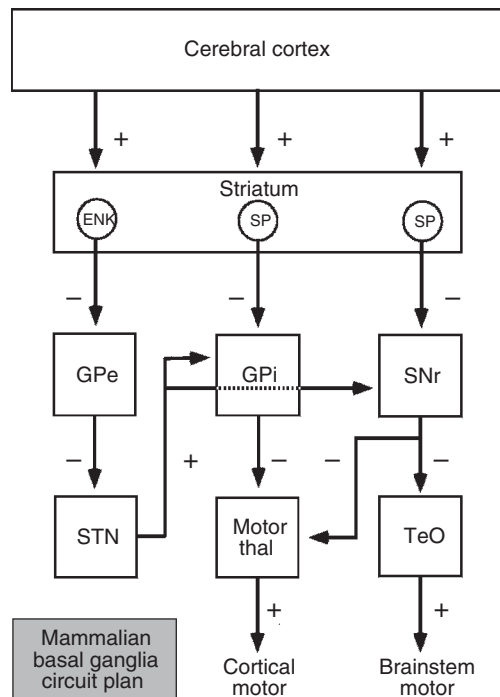 Cerebral cortex
+ + +
Striatum
ENK SP SP
− − −
GPe GPi SNr
− + − − −
STN Motor thal TeO
+ +
Mammalian
basal ganglia
circuit plan
Cortical
motor
Brainstem
motor